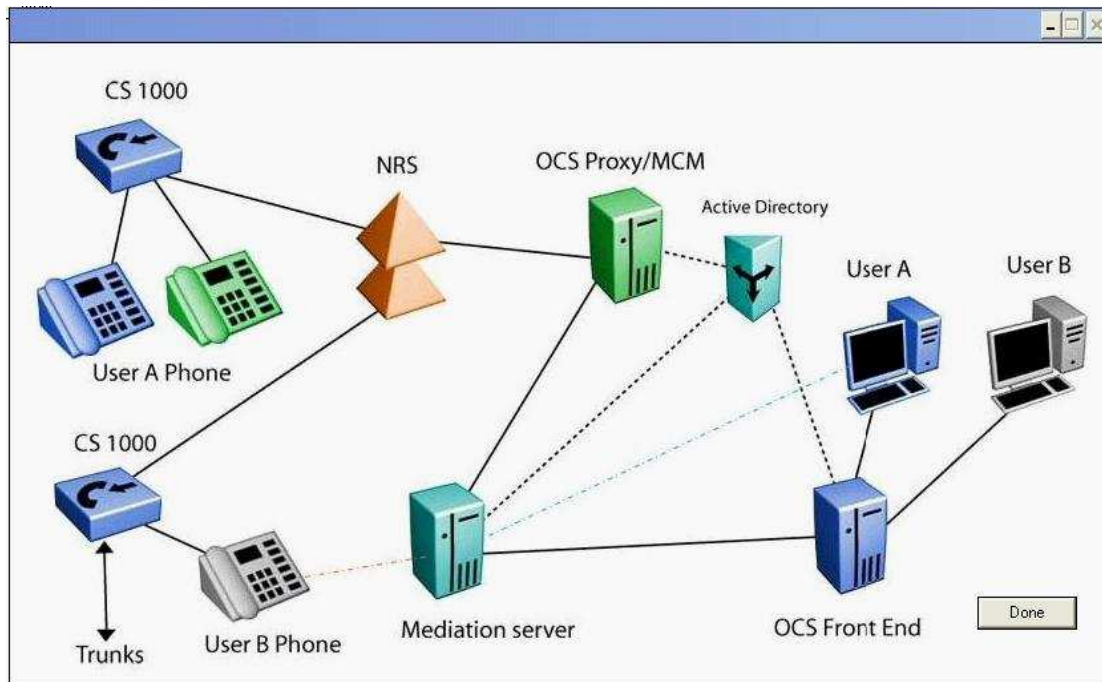 CS 1000
NRS
OCS Proxy/MCM
Active Directory
User A
User B
User A Phone
CS 1000
User B Phone
Mediation server
OCS Front End
Done
Trunks